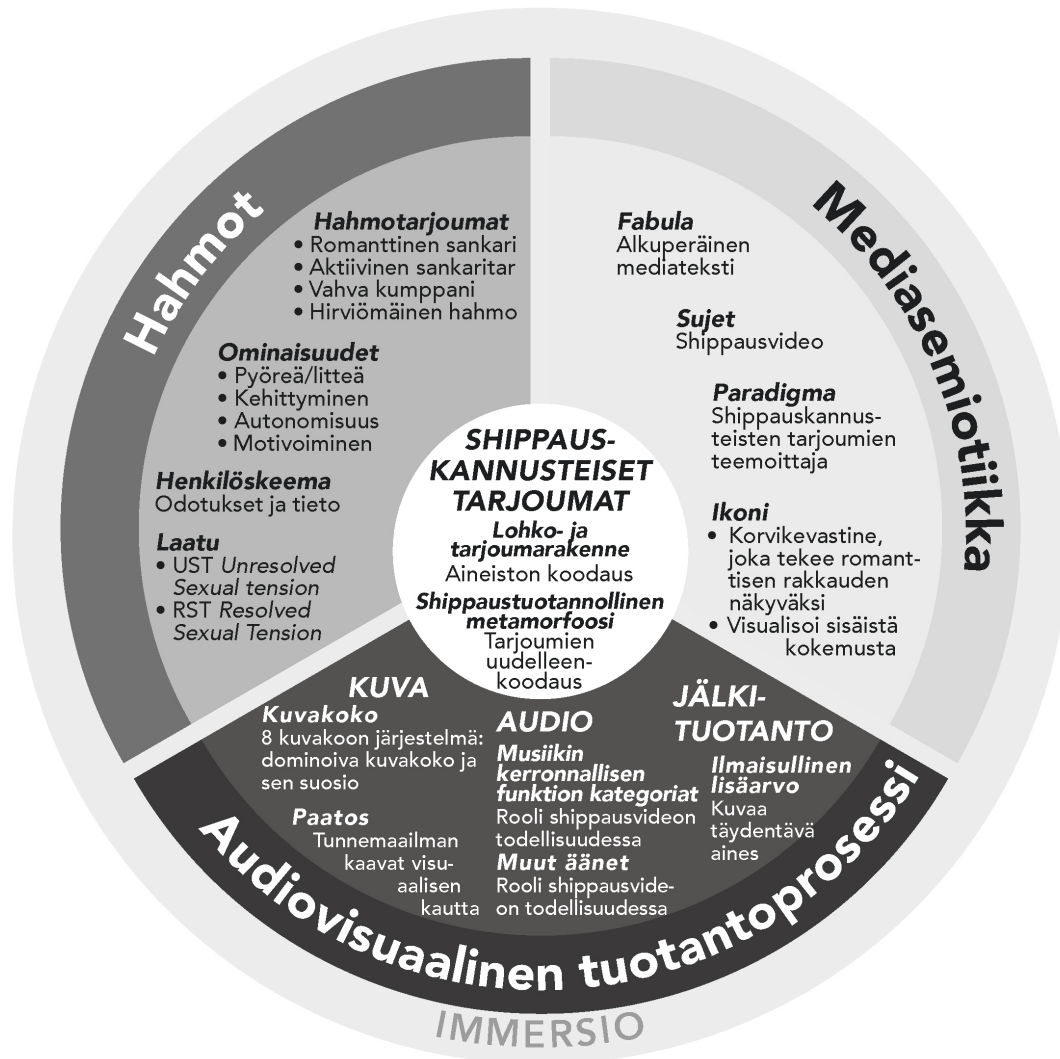 Hahmot
Hahmotarjoumat
• Romanttinen sankari
• Aktiivinen sankaritar
• Vahva kumppani
• Hirviömäinen hahmo
Ominaisuudet
• Pyöreä/litteä
• Kehittyminen
• Autonomisuus
• Motivoiminen
Henkilöskeema
Odotukset ja tieto
Laatu
• UST Unresolved
Sexual tension
• RST Resolved
Sexual Tension
Mediasemiotiikka
Fabula
Alkuperäinen
mediateksti
Sujet
Shippausvideo
Paradigma
Shippauskannus-
teisten tarjoumien
teemoittaja
Ikoni
• Korvikevastine,
joka tekee romant-
tisen rakkauden
näkyväksi
• Visualisoi sisäistä
kokemusta
SHIPPAUS-
KANNUSTEISET
TARJOUMAT
Lohko- ja
tarjoumarakenne
Aineiston koodaus
Shippaustuotannollinen
metamorfoosi
Tarjoumien
uudelleen-
koodaus
KUVA
Kuvakoko
8 kuvakoon järjestelmä:
dominoiva kuvakoko ja
sen suosio
Paatos
Tunnemaailman
kaavat visu-
aalisen
kautta
AUDIO
Musiikin
kerronnallisen
funktion kategoriat
Rooli shippausvideon
todellisuudessa
Muut äänet
Rooli shippausvide-
on todellisuudessa
JÄLKI-
TUOTANTO
Ilmaisullinen
lisäarvo
Kuvaa
täydentävä
aines
Audiovisuaalinen tuotantoprosessi
IMMERSIO